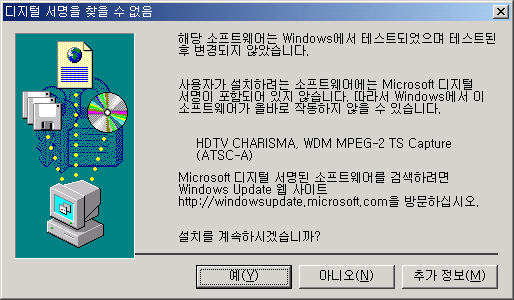 디지털 서명을 찾을 수 없음
해당 소프트웨어는 Windows에서 테스트되었으며 테스트된
후 변경되지 않았습니다.
사용자가 설치하려는 소프트웨어에는 Microsoft 디지털
서명이 포함되어 있지 않습니다. 따라서 Windows에서 이
소프트웨어가 올바로 작동하지 않을 수 있습니다.
HDTV CHARISMA, WDM MPEG-2 TS Capture
(ATSC-A)
Microsoft 디지털 서명된 소프트웨어를 검색하려면
Windows Update 웹 사이트
http://windowsupdate.microsoft.com을 방문하십시오.
설치를 계속하시겠습니까?
예(Y) 아니오(N) 추가 정보(M)